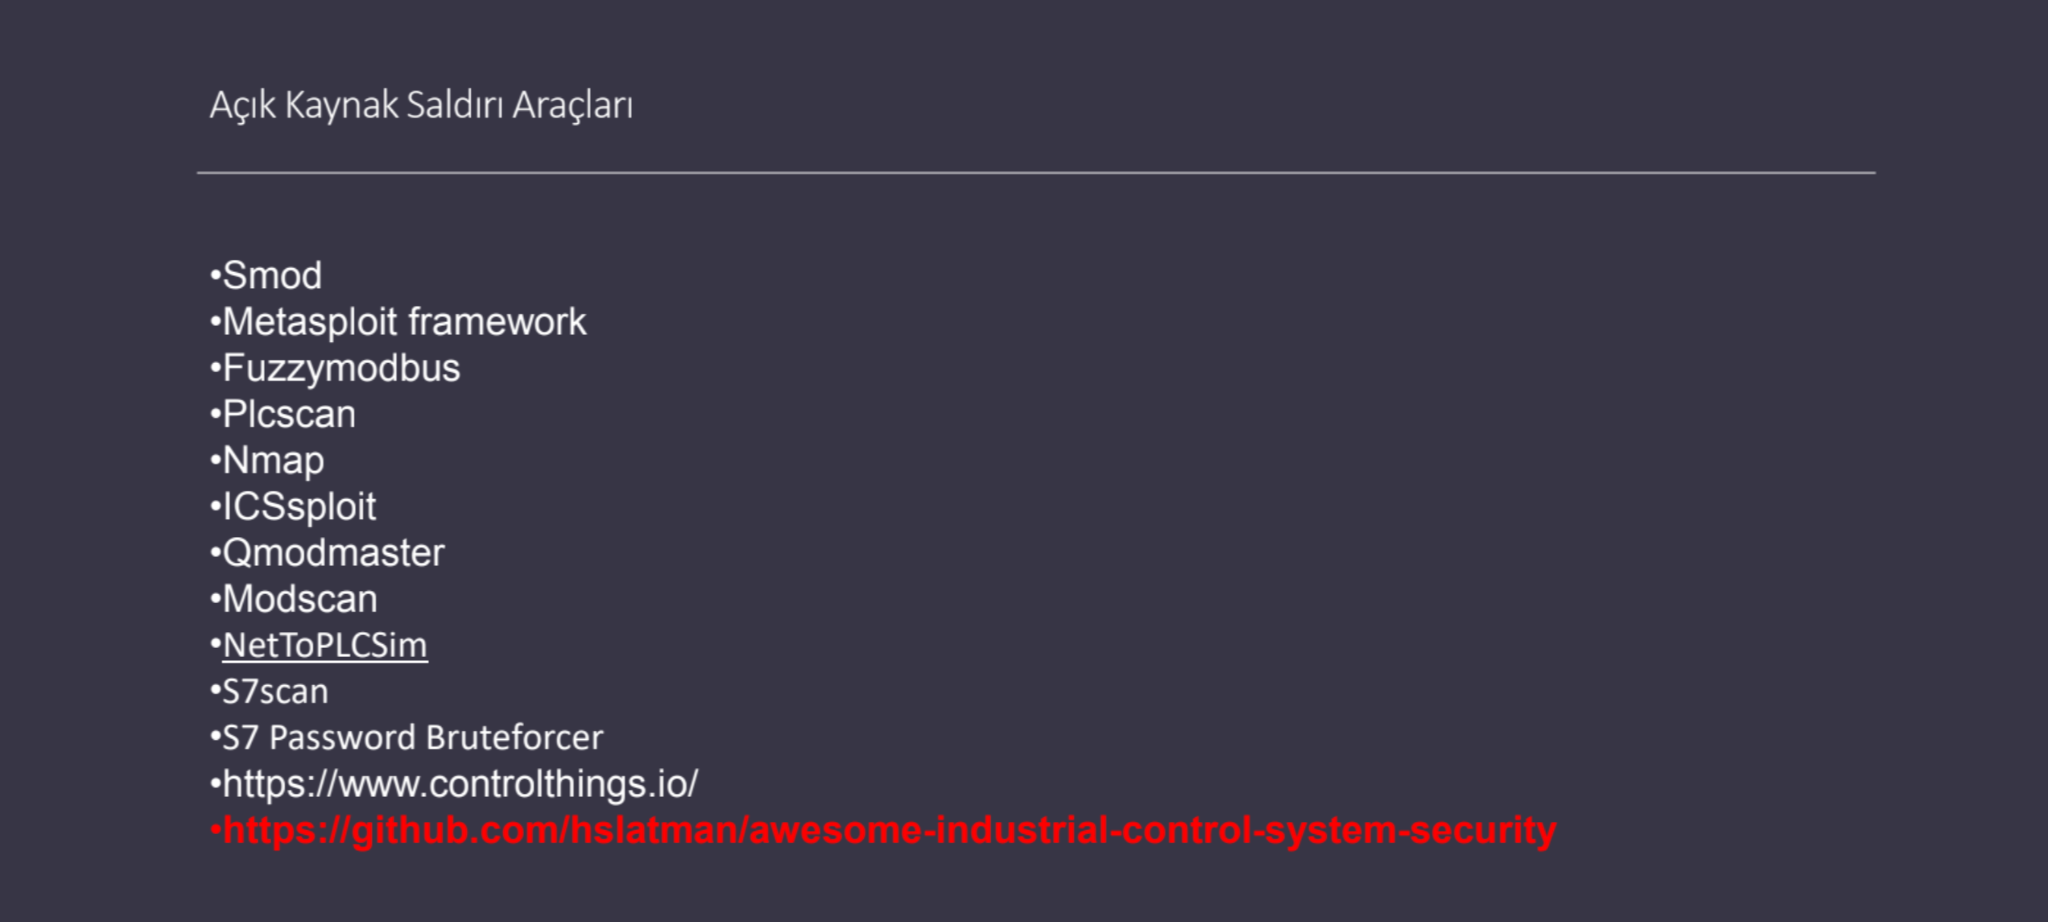 Açık Kaynak Saldırı Araçları
•Smod
•Metasploit framework
•Fuzzymodbus
•Plcscan
•Nmap
•ICSsploit
•Qmodmaster
•Modscan
•NetToPLCSim
•S7scan
•S7 Password Bruteforcer
•https://www.controlthings.io/
•https://github.com/hslatman/awesome-industrial-control-system-security